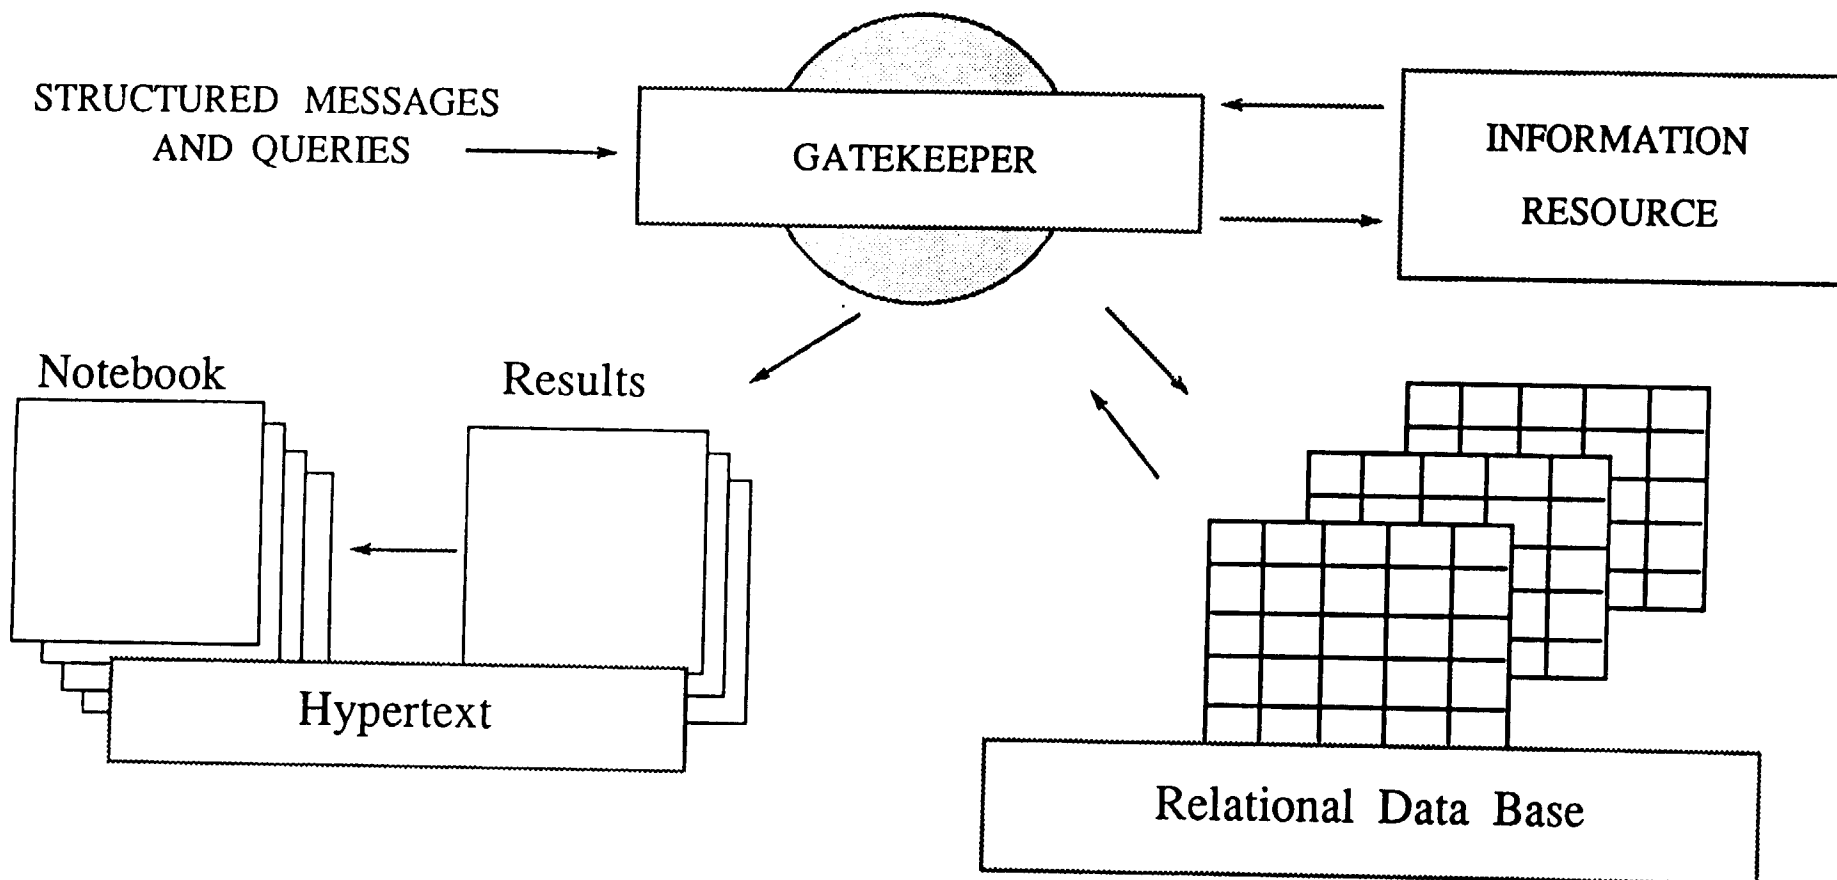 STRUCTURED MESSAGES
AND QUERIES
GATEKEEPER
INFORMATION
RESOURCE
Notebook
Results
Hypertext
Relational Data Base